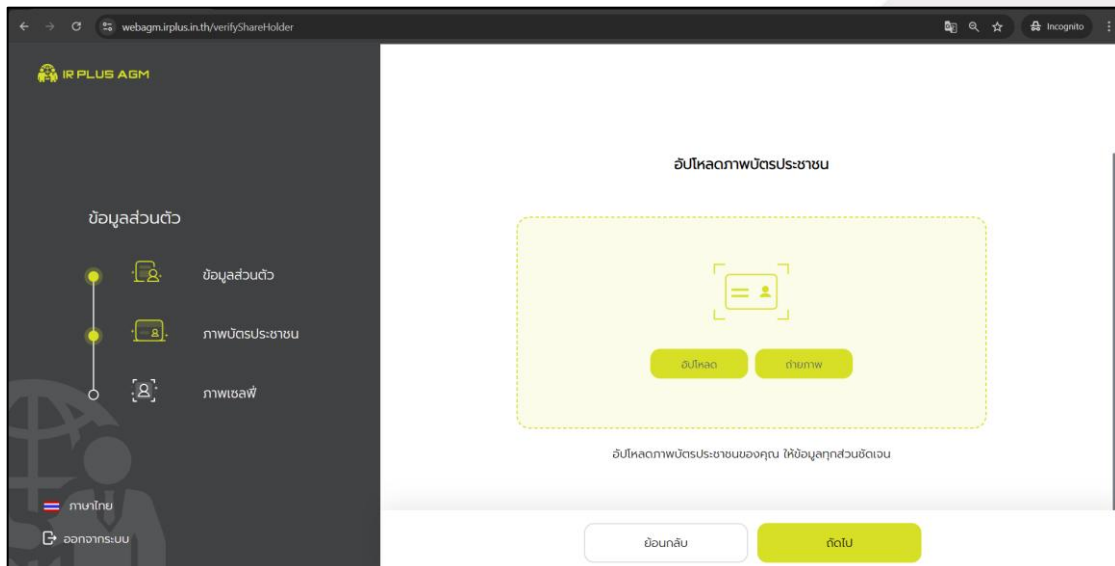 webagm.irplus.in.th/verifyShareHolder
Incognito
IR PLUS AGM
ข้อมูลส่วนตัว
ข้อมูลส่วนตัว
ภาพบัตรประชาชน
ภาพเซลฟี่
ภาษาไทย
ออกจากระบบ
อัปโหลดภาพบัตรประชาชน
อัปโหลด
ถ่ายภาพ
อัปโหลดภาพบัตรประชาชนของคุณ ให้ข้อมูลทุกส่วนชัดเจน
ย้อนกลับ
ถัดไป